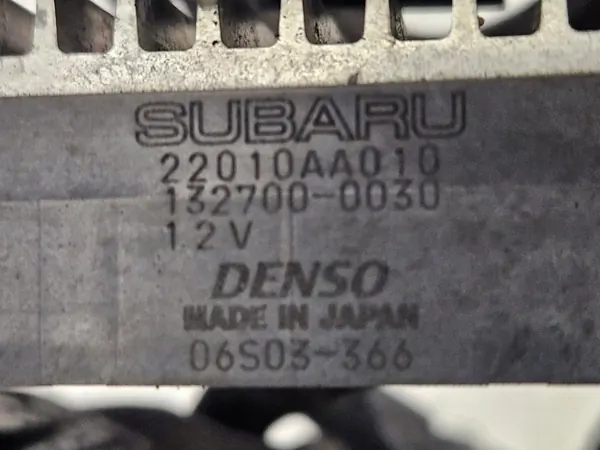 SUBARU
22010AA010
132700-0030
12V
DENSO
MADE IN JAPAN
06S03-366